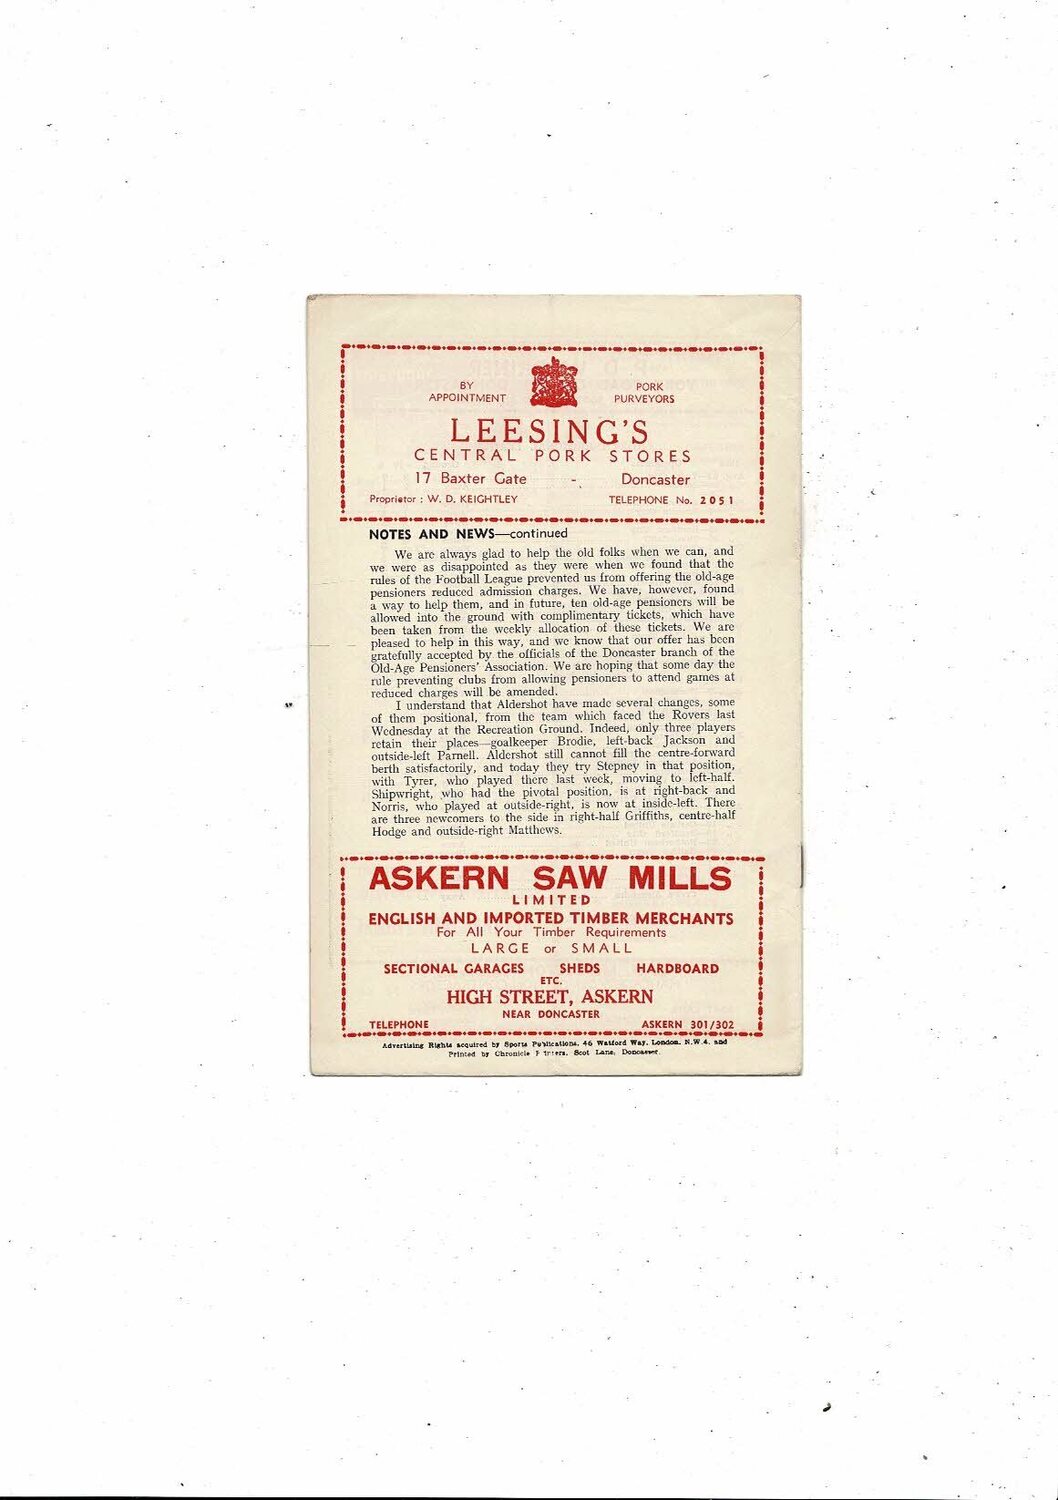 BY APPOINTMENT
PORK PURVEYORS
LEESING'S
CENTRAL PORK STORES
17 Baxter Gate - Doncaster
Proprietor : W. D. KEIGHTLEY TELEPHONE No. 2051
NOTES AND NEWS—continued
We are always glad to help the old folks when we can, and
we were as disappointed as they were when we found that the
rules of the Football League prevented us from offering the old-age
pensioners reduced admission charges. We have, however, found
a way to help them, and in future, ten old-age pensioners will be
allowed into the ground with complimentary tickets, which have
been taken from the weekly allocation of these tickets. We are
pleased to help in this way, and we know that our offer has been
gratefully accepted by the officials of the Doncaster branch of the
Old-Age Pensioners' Association. We are hoping that some day the
rule preventing clubs from allowing pensioners to attend games at
reduced charges will be amended.
I understand that Aldershot have made several changes, some
of them positional, from the team which faced the Rovers last
Wednesday at the Recreation Ground. Indeed, only three players
retain their places—goalkeeper Brodie, left-back Jackson and
outside-left Parnell. Aldershot still cannot fill the centre-forward
berth satisfactorily, and today they try Stepney in that position,
with Tyrer, who played there last week, moving to left-half.
Shipwright, who had the pivotal position, is at right-back and
Norris, who played at outside-right, is now at inside-left. There
are three newcomers to the side in right-half Griffiths, centre-half
Hodge and outside-right Matthews.
ASKERN SAW MILLS
LIMITED
ENGLISH AND IMPORTED TIMBER MERCHANTS
For All Your Timber Requirements
LARGE or SMALL
SECTIONAL GARAGES SHEDS HARDBOARD
ETC.
HIGH STREET, ASKERN
NEAR DONCASTER
TELEPHONE ASKERN 301/302
Advertising Rights acquired by Sports Publications, 46 Watford Way, London, N.W.4. and
Printed by Chronicle Printers, Scot Lane, Doncaster.